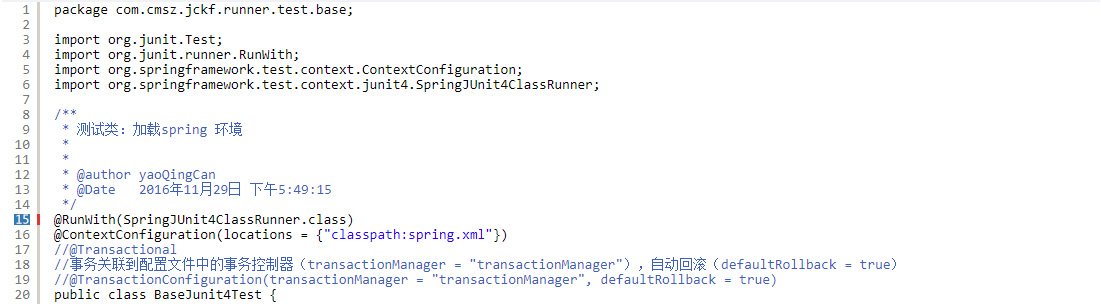 1 package com.cmsz.jckf.runner.test.base;
2
3 import org.junit.Test;
4 import org.junit.runner.RunWith;
5 import org.springframework.test.context.ContextConfiguration;
6 import org.springframework.test.context.junit4.SpringJUnit4ClassRunner;
7
8 /**
9  * 测试类：加载spring 环境
10  *
11  *
12  * @author yaoQingCan
13  * @Date   2016年11月29日 下午5:49:15
14  */
15 @RunWith(SpringJUnit4ClassRunner.class)
16 @ContextConfiguration(locations = {"classpath:spring.xml"})
17 //@Transactional
18 //事务关联到配置文件中的事务控制器（transactionManager = "transactionManager"），自动回滚（defaultRollback = true）
19 //@TransactionConfiguration(transactionManager = "transactionManager", defaultRollback = true)
20 public class BaseJunit4Test {